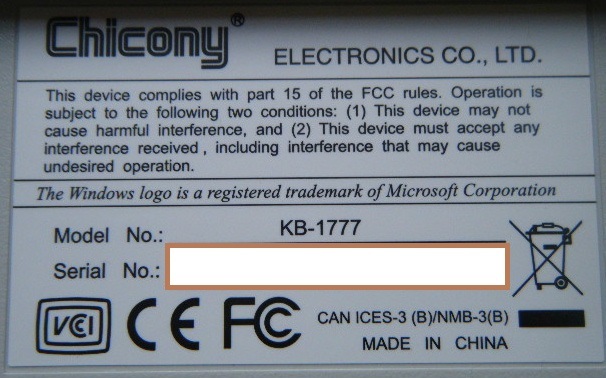 Chicony®
ELECTRONICS CO., LTD.
This device complies with part 15 of the FCC rules. Operation is
subject to the following two conditions: (1) This device may not
cause harmful interference, and (2) This device must accept any
interference received , including interference that may cause
undesired operation.
The Windows logo is a registered trademark of Microsoft Corporation
Model No.: KB-1777
Serial No.:
VCI CE FC CAN ICES-3 (B)/NMB-3(B)
MADE IN CHINA